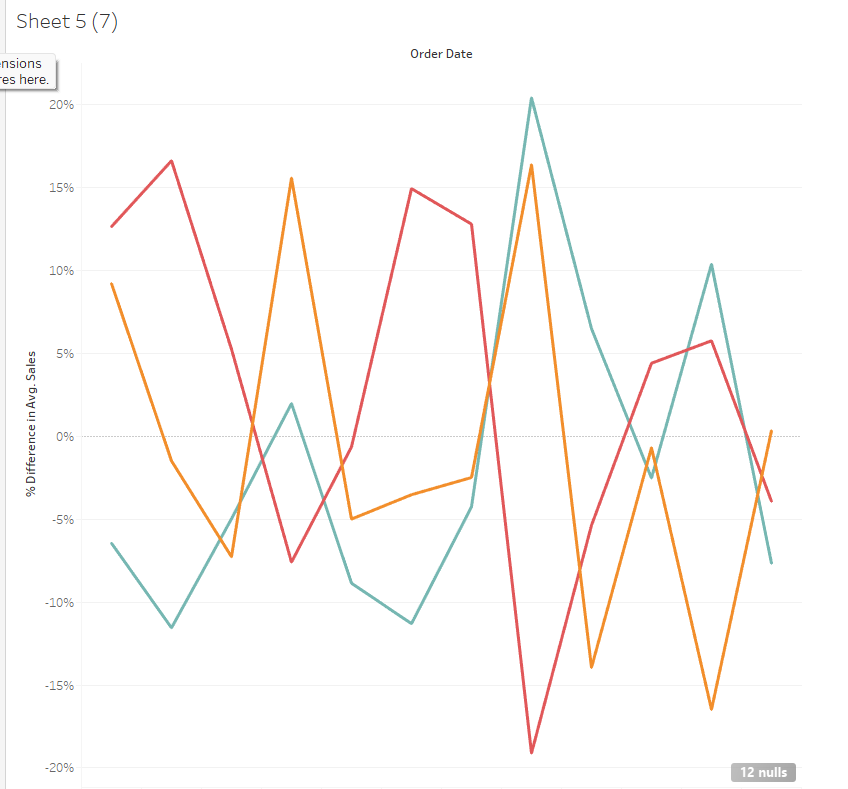 Sheet 5 (7)
Order Date
ensions
res here.
20%
15%
10%
5%
0%
-5%
-10%
-15%
-20%
% Difference in Avg. Sales
12 nulls